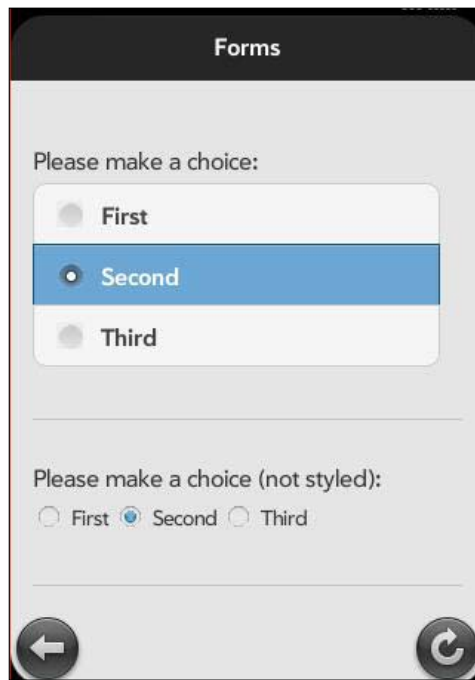 Forms
Please make a choice:
First
Second
Third
Please make a choice (not styled):
First Second Third